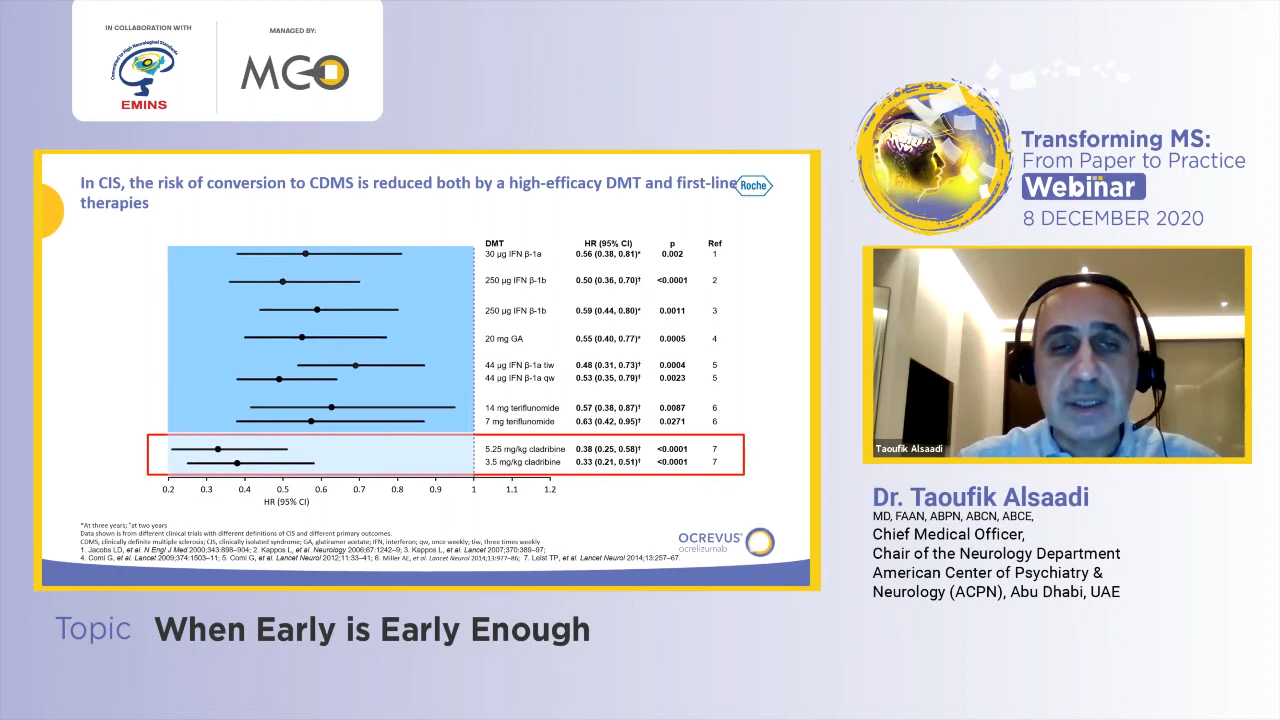 IN COLLABORATION WITH
EMINS
MANAGED BY:
MCO
Transforming MS:
From Paper to Practice
Webinar
8 DECEMBER 2020
In CIS, the risk of conversion to CDMS is reduced both by a high-efficacy DMT and first-line
therapies
Roche
DMT HR (95% CI) p Ref
30 µg IFN β-1a 0.56 (0.38, 0.81)* 0.002 1
250 µg IFN β-1b 0.50 (0.36, 0.70)† <0.0001 2
250 µg IFN β-1b 0.59 (0.44, 0.80)* 0.0011 3
20 mg GA 0.55 (0.40, 0.77)* 0.0005 4
44 µg IFN β-1a tiw 0.48 (0.31, 0.73)† 0.0004 5
44 µg IFN β-1a qw 0.53 (0.35, 0.79)† 0.0023 5
14 mg teriflunomide 0.57 (0.38, 0.87)† 0.0087 6
7 mg teriflunomide 0.63 (0.42, 0.95)† 0.0271 6
5.25 mg/kg cladribine 0.38 (0.25, 0.58)† <0.0001 7
3.5 mg/kg cladribine 0.33 (0.21, 0.51)† <0.0001 7
0.2 0.3 0.4 0.5 0.6 0.7 0.8 0.9 1 1.1 1.2
HR (95% CI)
*At three years; †at two years
Data shown is from different clinical trials with different definitions of CIS and different primary outcomes.
CDMS, clinically definite multiple sclerosis; CIS, clinically isolated syndrome; GA, glatiramer acetate; IFN, interferon; qw, once weekly; tiw, three times weekly
1. Jacobs LD, et al. N Engl J Med 2000;343:898–904; 2. Kappos L, et al. Neurology 2006;67:1242–9; 3. Kappos L, et al. Lancet 2007;370:389–97;
4. Comi G, et al. Lancet 2009;374:1503–11; 5. Comi G, et al. Lancet Neurol 2012;11:33–41; 6. Miller AE, et al. Lancet Neurol 2014;13:977–86; 7. Leist TP, et al. Lancet Neurol 2014;13:257–67.
OCREVUS
ocrelizumab
Taoufik Alsaadi
Dr. Taoufik Alsaadi
MD, FAAN, ABPN, ABCN, ABCE,
Chief Medical Officer,
Chair of the Neurology Department
American Center of Psychiatry &
Neurology (ACPN), Abu Dhabi, UAE
Topic When Early is Early Enough